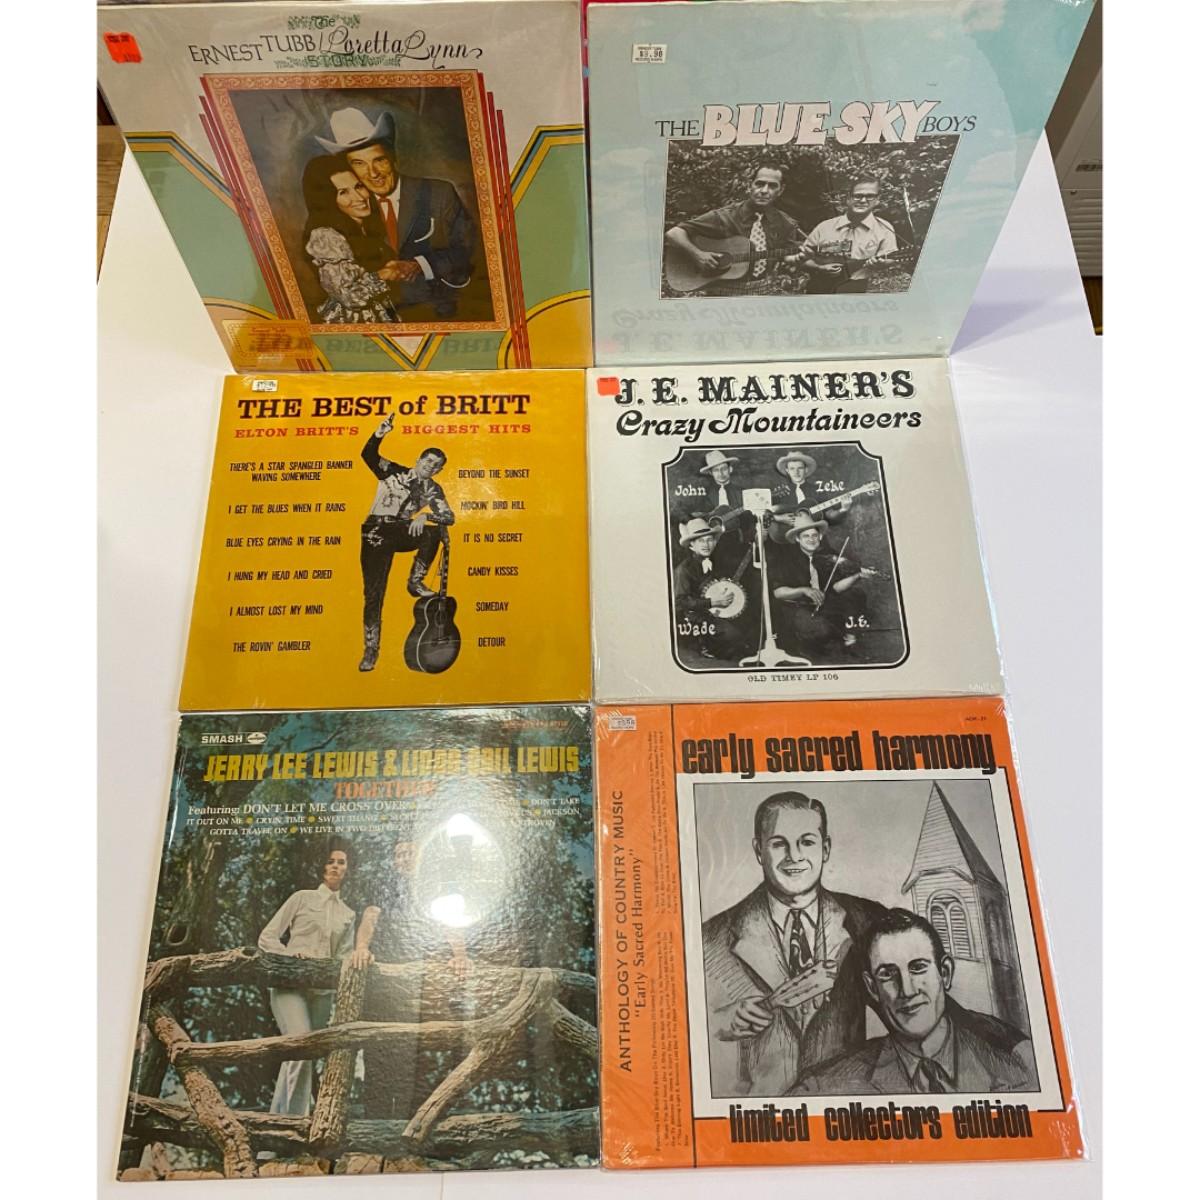 The
ERNEST TUBB / Loretta Lynn
STORY
$9.98
THE BLUE SKY BOYS
THE BEST of BRITT
ELTON BRITT'S BIGGEST HITS
THERE'S A STAR SPANGLED BANNER
WAVING SOMEWHERE
I GET THE BLUES WHEN IT RAINS
BLUE EYES CRYING IN THE RAIN
I HUNG MY HEAD AND CRIED
I ALMOST LOST MY MIND
THE ROVIN' GAMBLER
BEYOND THE SUNSET
MOCKIN' BIRD HILL
IT IS NO SECRET
CANDY KISSES
SOMEDAY
DETOUR
J.E. MAINER'S
Crazy Mountaineers
John
Zeke
Wade
J.E.
OLD TIMEY LP 106
SMASH
JERRY LEE LEWIS & LINDA GAIL LEWIS
TOGETHER
Featuring: DON'T LET ME CROSS OVER DON'T TAKE
IT OUT ON ME CRYIN' TIME SWEET THANG JACKSON
GOTTA TRAVEL ON WE LIVE IN TWO DIFFERENT
early sacred harmony
ANTHOLOGY OF COUNTRY MUSIC
"Early Sacred Harmony"
limited collectors edition